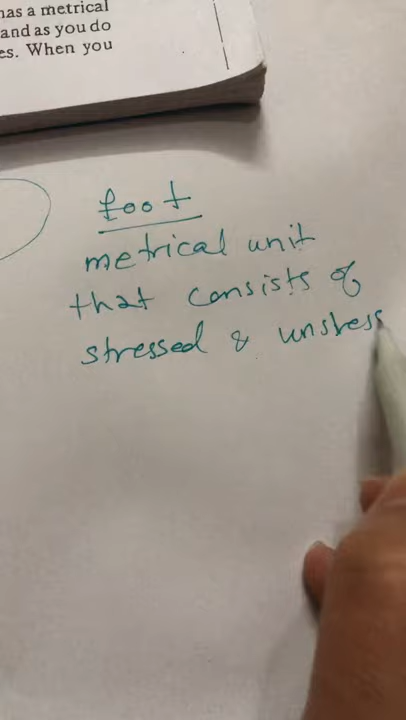 has a metrical
and as you do
es. When you
foot
metrical unit
that consists of
stressed & unstress